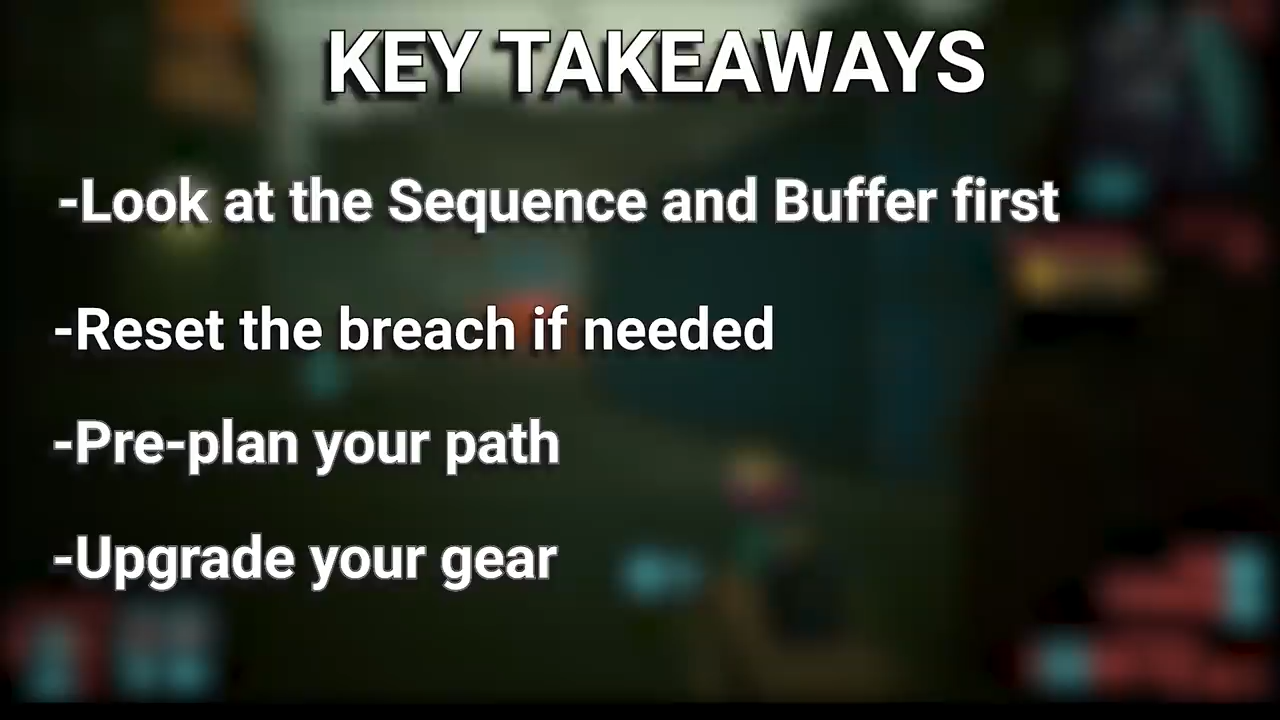 KEY TAKEAWAYS
-Look at the Sequence and Buffer first
-Reset the breach if needed
-Pre-plan your path
-Upgrade your gear